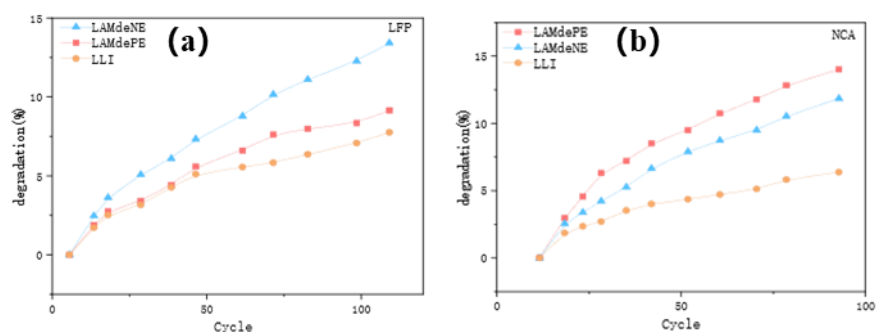 LAMdeNE
LAMdePE
LLI
(a)
LFP
degradation(%)
15
10
5
0
0
50
100
Cycle
LAMdePE
LAMdeNE
LLI
(b)
NCA
degradation(%)
15
10
5
0
0
50
100
Cycle